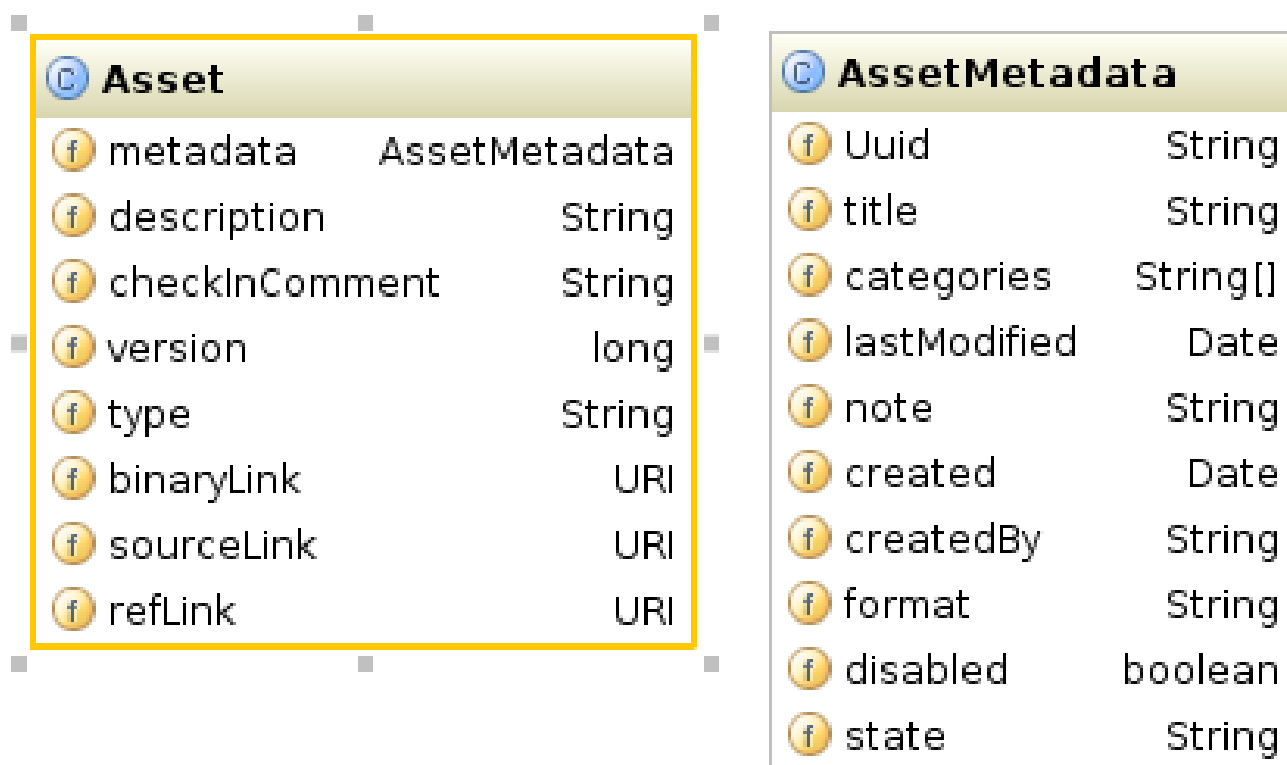 C Asset
f metadata AssetMetadata
f description String
f checkInComment String
f version long
f type String
f binaryLink URI
f sourceLink URI
f refLink URI
C AssetMetadata
f Uuid String
f title String
f categories String[]
f lastModified Date
f note String
f created Date
f createdBy String
f format String
f disabled boolean
f state String